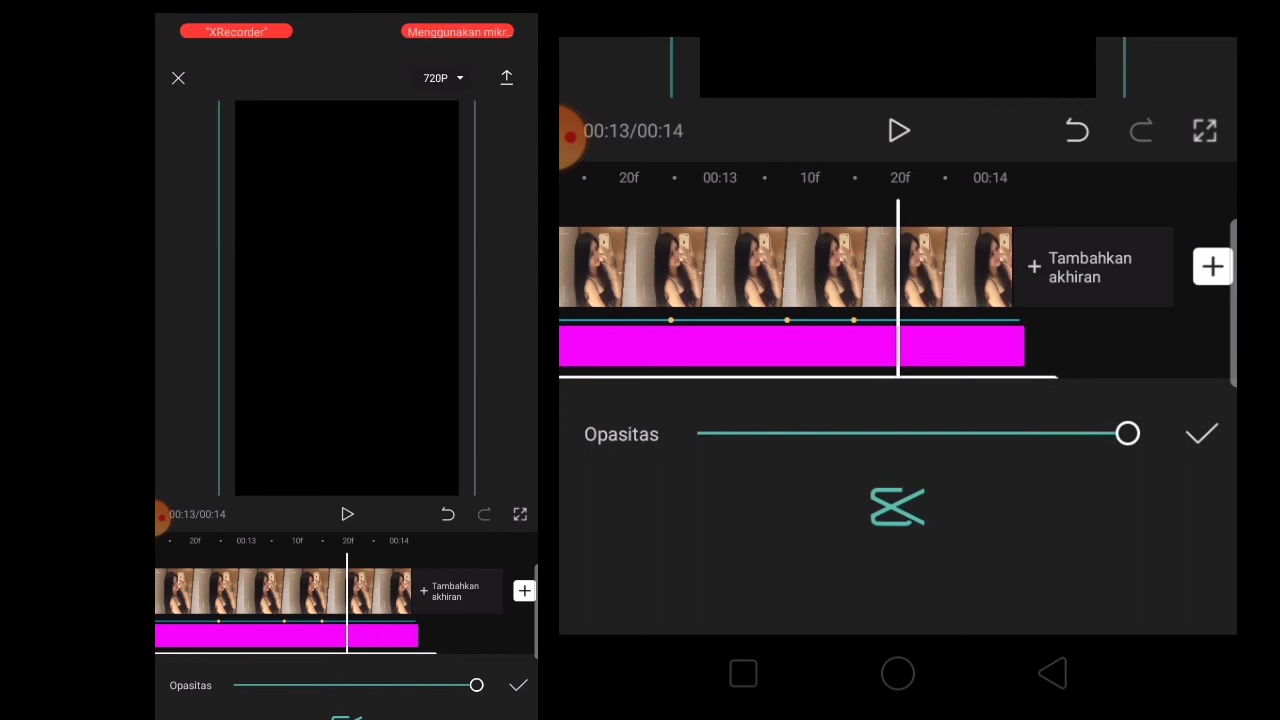 "XRecorder"
Menggunakan mikr..
720P
00:13/00:14
20f 00:13 10f 20f 00:14
+ Tambahkan
akhiran
Opasitas
00:13/00:14
20f 00:13 10f 20f 00:14
+ Tambahkan
akhiran
Opasitas